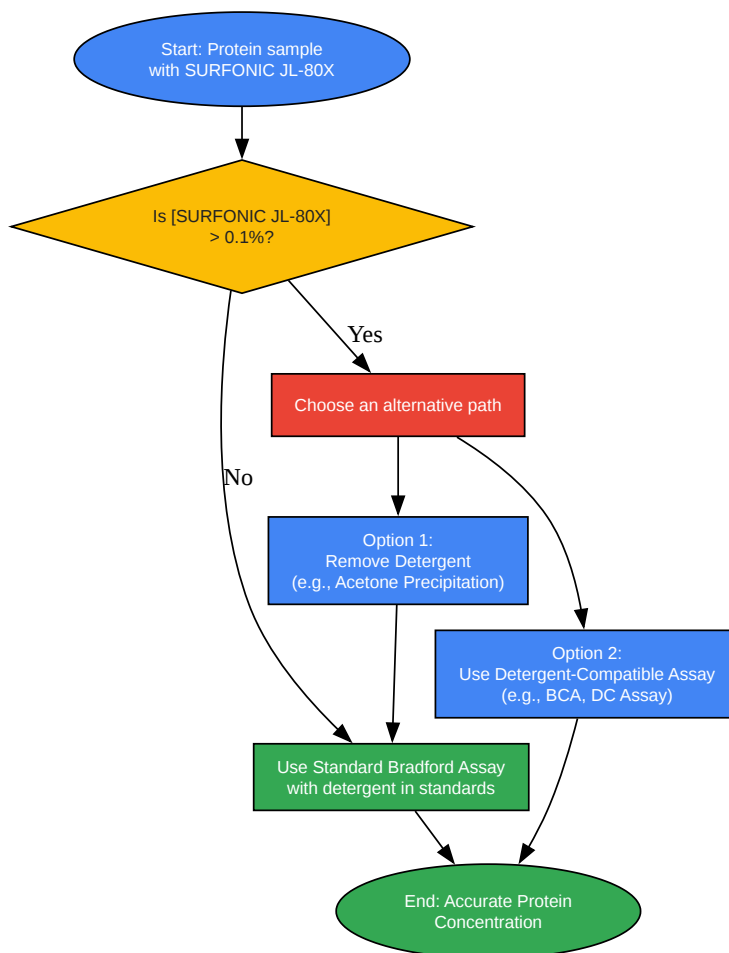 Start: Protein sample
with SURFONIC JL-80X
Is [SURFONIC JL-80X]
> 0.1%?
Yes
Choose an alternative path
No
Option 1:
Remove Detergent
(e.g., Acetone Precipitation)
Option 2:
Use Detergent-Compatible Assay
(e.g., BCA, DC Assay)
Use Standard Bradford Assay
with detergent in standards
End: Accurate Protein
Concentration